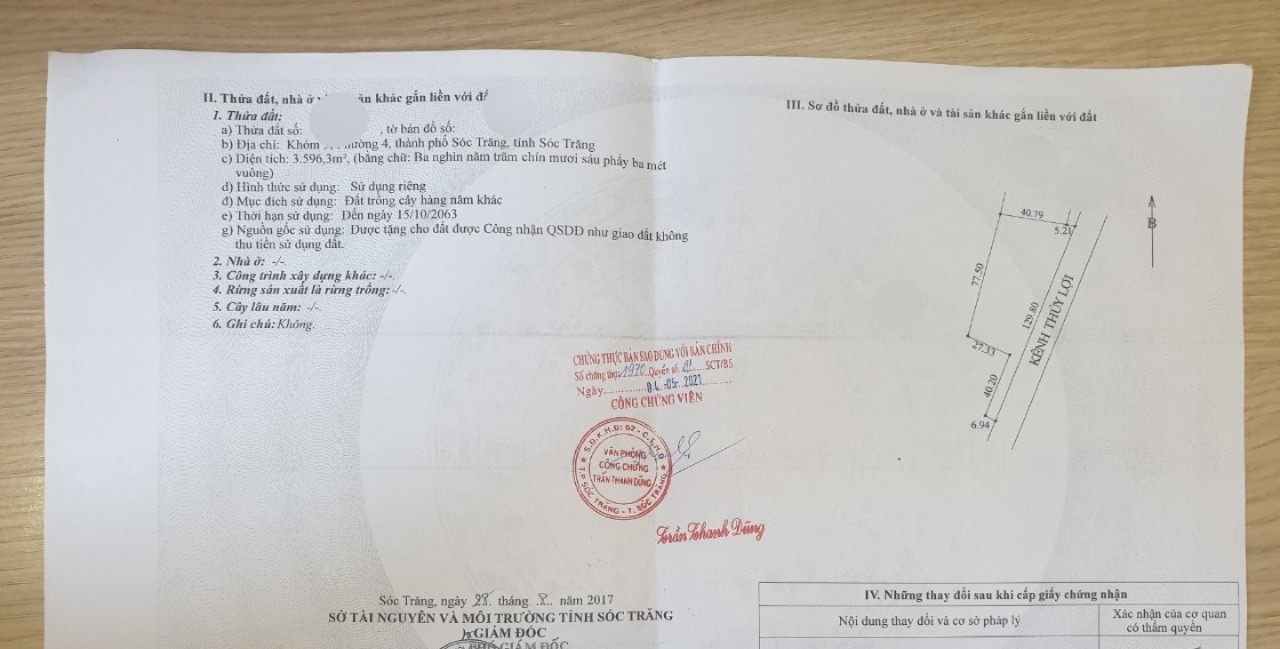 II. Thửa đất, nhà ở ản khác gắn liền với đ
1. Thửa đất:
a) Thửa đất số: , tờ bản đồ số:
b) Địa chỉ: Khóm phường 4, thành phố Sóc Trăng, tỉnh Sóc Trăng
c) Diện tích: 3.596,3m², (bằng chữ: Ba nghìn năm trăm chín mươi sáu phẩy ba mét
vuông)
d) Hình thức sử dụng: Sử dụng riêng
đ) Mục đích sử dụng: Đất trồng cây hàng năm khác
e) Thời hạn sử dụng: Đến ngày 15/10/2063
g) Nguồn gốc sử dụng: Được tặng cho đất được Công nhận QSDĐ như giao đất không
thu tiền sử dụng đất.
2. Nhà ở: -/-.
3. Công trình xây dựng khác: -/-.
4. Rừng sản xuất là rừng trồng: -/-.
5. Cây lâu năm: -/-.
6. Ghi chú: Không.
CHỨNG THỰC BẢN SAO ĐÚNG VỚI BẢN CHÍNH
Số chứng thực 1970 Quyển số 01 SCT/BS
Ngày 04-05-2021
CÔNG CHỨNG VIÊN
S.Đ.K.H.Đ: 02 - C.T.H.D
VĂN PHÒNG
CÔNG CHỨNG
TRẦN THANH DŨNG
T.P SÓC TRĂNG - T. SÓC TRĂNG
Trần Thanh Dũng
Sóc Trăng, ngày 28 tháng 8 năm 2017
SỞ TÀI NGUYÊN VÀ MÔI TRƯỜNG TỈNH SÓC TRĂNG
GIÁM ĐỐC
PHÓ GIÁM ĐỐC
III. Sơ đồ thửa đất, nhà ở và tài sản khác gắn liền với đất
40.79
5.21
B
77.50
129.80
KÊNH THỦY LỢI
27.33
40.20
6.94
IV. Những thay đổi sau khi cấp giấy chứng nhận
Nội dung thay đổi và cơ sở pháp lý
Xác nhận của cơ quan
có thẩm quyền